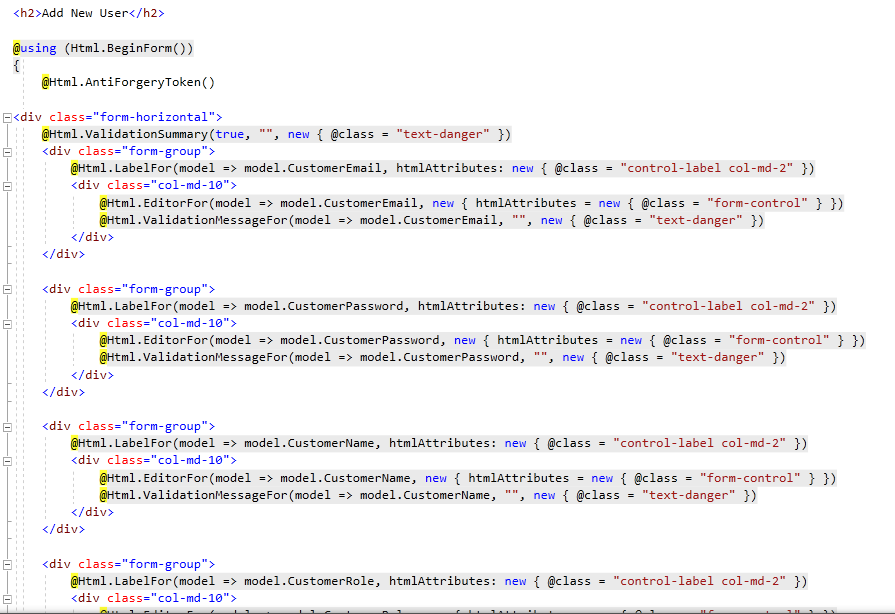 <h2>Add New User</h2>
@using (Html.BeginForm())
{
@Html.AntiForgeryToken()
<div class="form-horizontal">
@Html.ValidationSummary(true, "", new { @class = "text-danger" })
<div class="form-group">
@Html.LabelFor(model => model.CustomerEmail, htmlAttributes: new { @class = "control-label col-md-2" })
<div class="col-md-10">
@Html.EditorFor(model => model.CustomerEmail, new { htmlAttributes = new { @class = "form-control" } })
@Html.ValidationMessageFor(model => model.CustomerEmail, "", new { @class = "text-danger" })
</div>
</div>
<div class="form-group">
@Html.LabelFor(model => model.CustomerPassword, htmlAttributes: new { @class = "control-label col-md-2" })
<div class="col-md-10">
@Html.EditorFor(model => model.CustomerPassword, new { htmlAttributes = new { @class = "form-control" } })
@Html.ValidationMessageFor(model => model.CustomerPassword, "", new { @class = "text-danger" })
</div>
</div>
<div class="form-group">
@Html.LabelFor(model => model.CustomerName, htmlAttributes: new { @class = "control-label col-md-2" })
<div class="col-md-10">
@Html.EditorFor(model => model.CustomerName, new { htmlAttributes = new { @class = "form-control" } })
@Html.ValidationMessageFor(model => model.CustomerName, "", new { @class = "text-danger" })
</div>
</div>
<div class="form-group">
@Html.LabelFor(model => model.CustomerRole, htmlAttributes: new { @class = "control-label col-md-2" })
<div class="col-md-10">